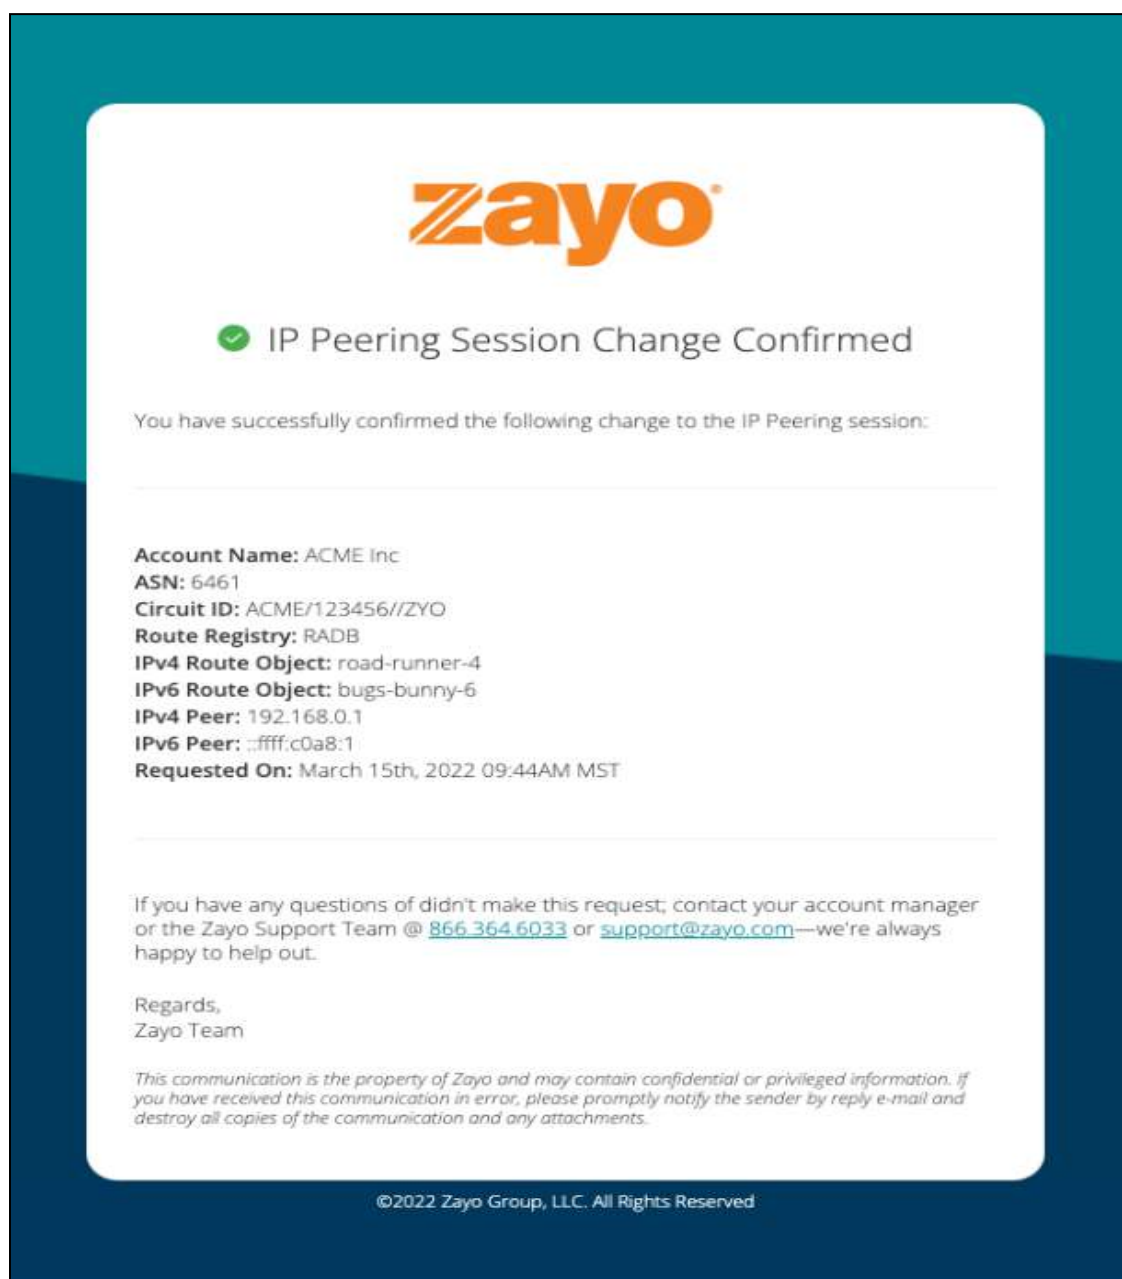 zayo®
IP Peering Session Change Confirmed
You have successfully confirmed the following change to the IP Peering session:
Account Name: ACME Inc
ASN: 6461
Circuit ID: ACME/123456//ZYO
Route Registry: RADB
IPv4 Route Object: road-runner-4
IPv6 Route Object: bugs-bunny-6
IPv4 Peer: 192.168.0.1
IPv6 Peer: ::ffff:c0a8:1
Requested On: March 15th, 2022 09:44AM MST
If you have any questions of didn't make this request; contact your account manager
or the Zayo Support Team @ 866.364.6033 or support@zayo.com—we're always
happy to help out.
Regards,
Zayo Team
This communication is the property of Zayo and may contain confidential or privileged information. If
you have received this communication in error, please promptly notify the sender by reply e-mail and
destroy all copies of the communication and any attachments.
©2022 Zayo Group, LLC. All Rights Reserved